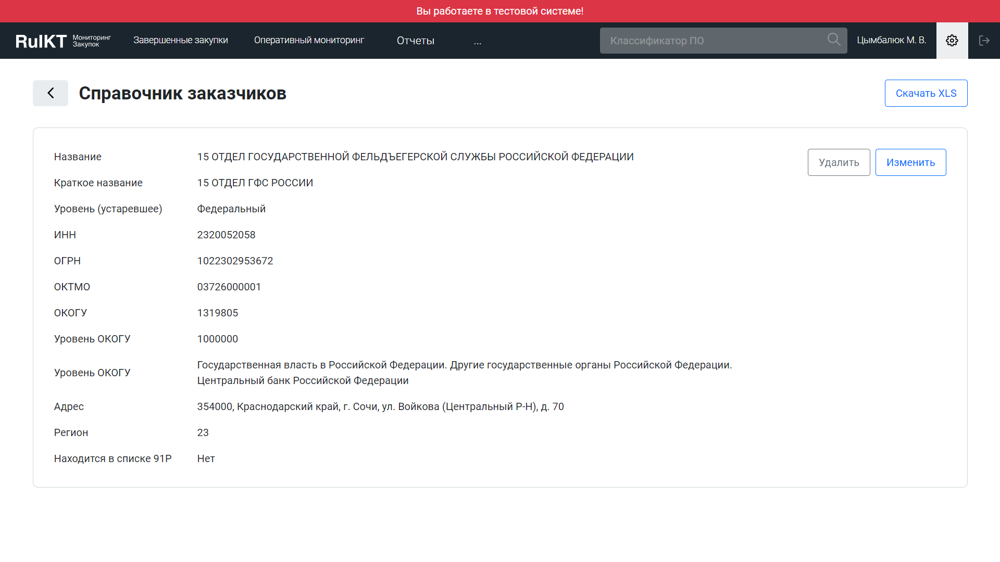 Вы работаете в тестовой системе!
RuIKT Мониторинг Закупок
Завершенные закупки
Оперативный мониторинг
Отчеты
...
Классификатор ПО
Цымбалюк М. В.
Справочник заказчиков
Скачать XLS
Название 15 ОТДЕЛ ГОСУДАРСТВЕННОЙ ФЕЛЬДЪЕГЕРСКОЙ СЛУЖБЫ РОССИЙСКОЙ ФЕДЕРАЦИИ
Удалить
Изменить
Краткое название 15 ОТДЕЛ ГФС РОССИИ
Уровень (устаревшее) Федеральный
ИНН 2320052058
ОГРН 1022302953672
ОКТМО 03726000001
ОКОГУ 1319805
Уровень ОКОГУ 1000000
Уровень ОКОГУ Государственная власть в Российской Федерации. Другие государственные органы Российской Федерации.
Центральный банк Российской Федерации
Адрес 354000, Краснодарский край, г. Сочи, ул. Войкова (Центральный Р-Н), д. 70
Регион 23
Находится в списке 91Р Нет